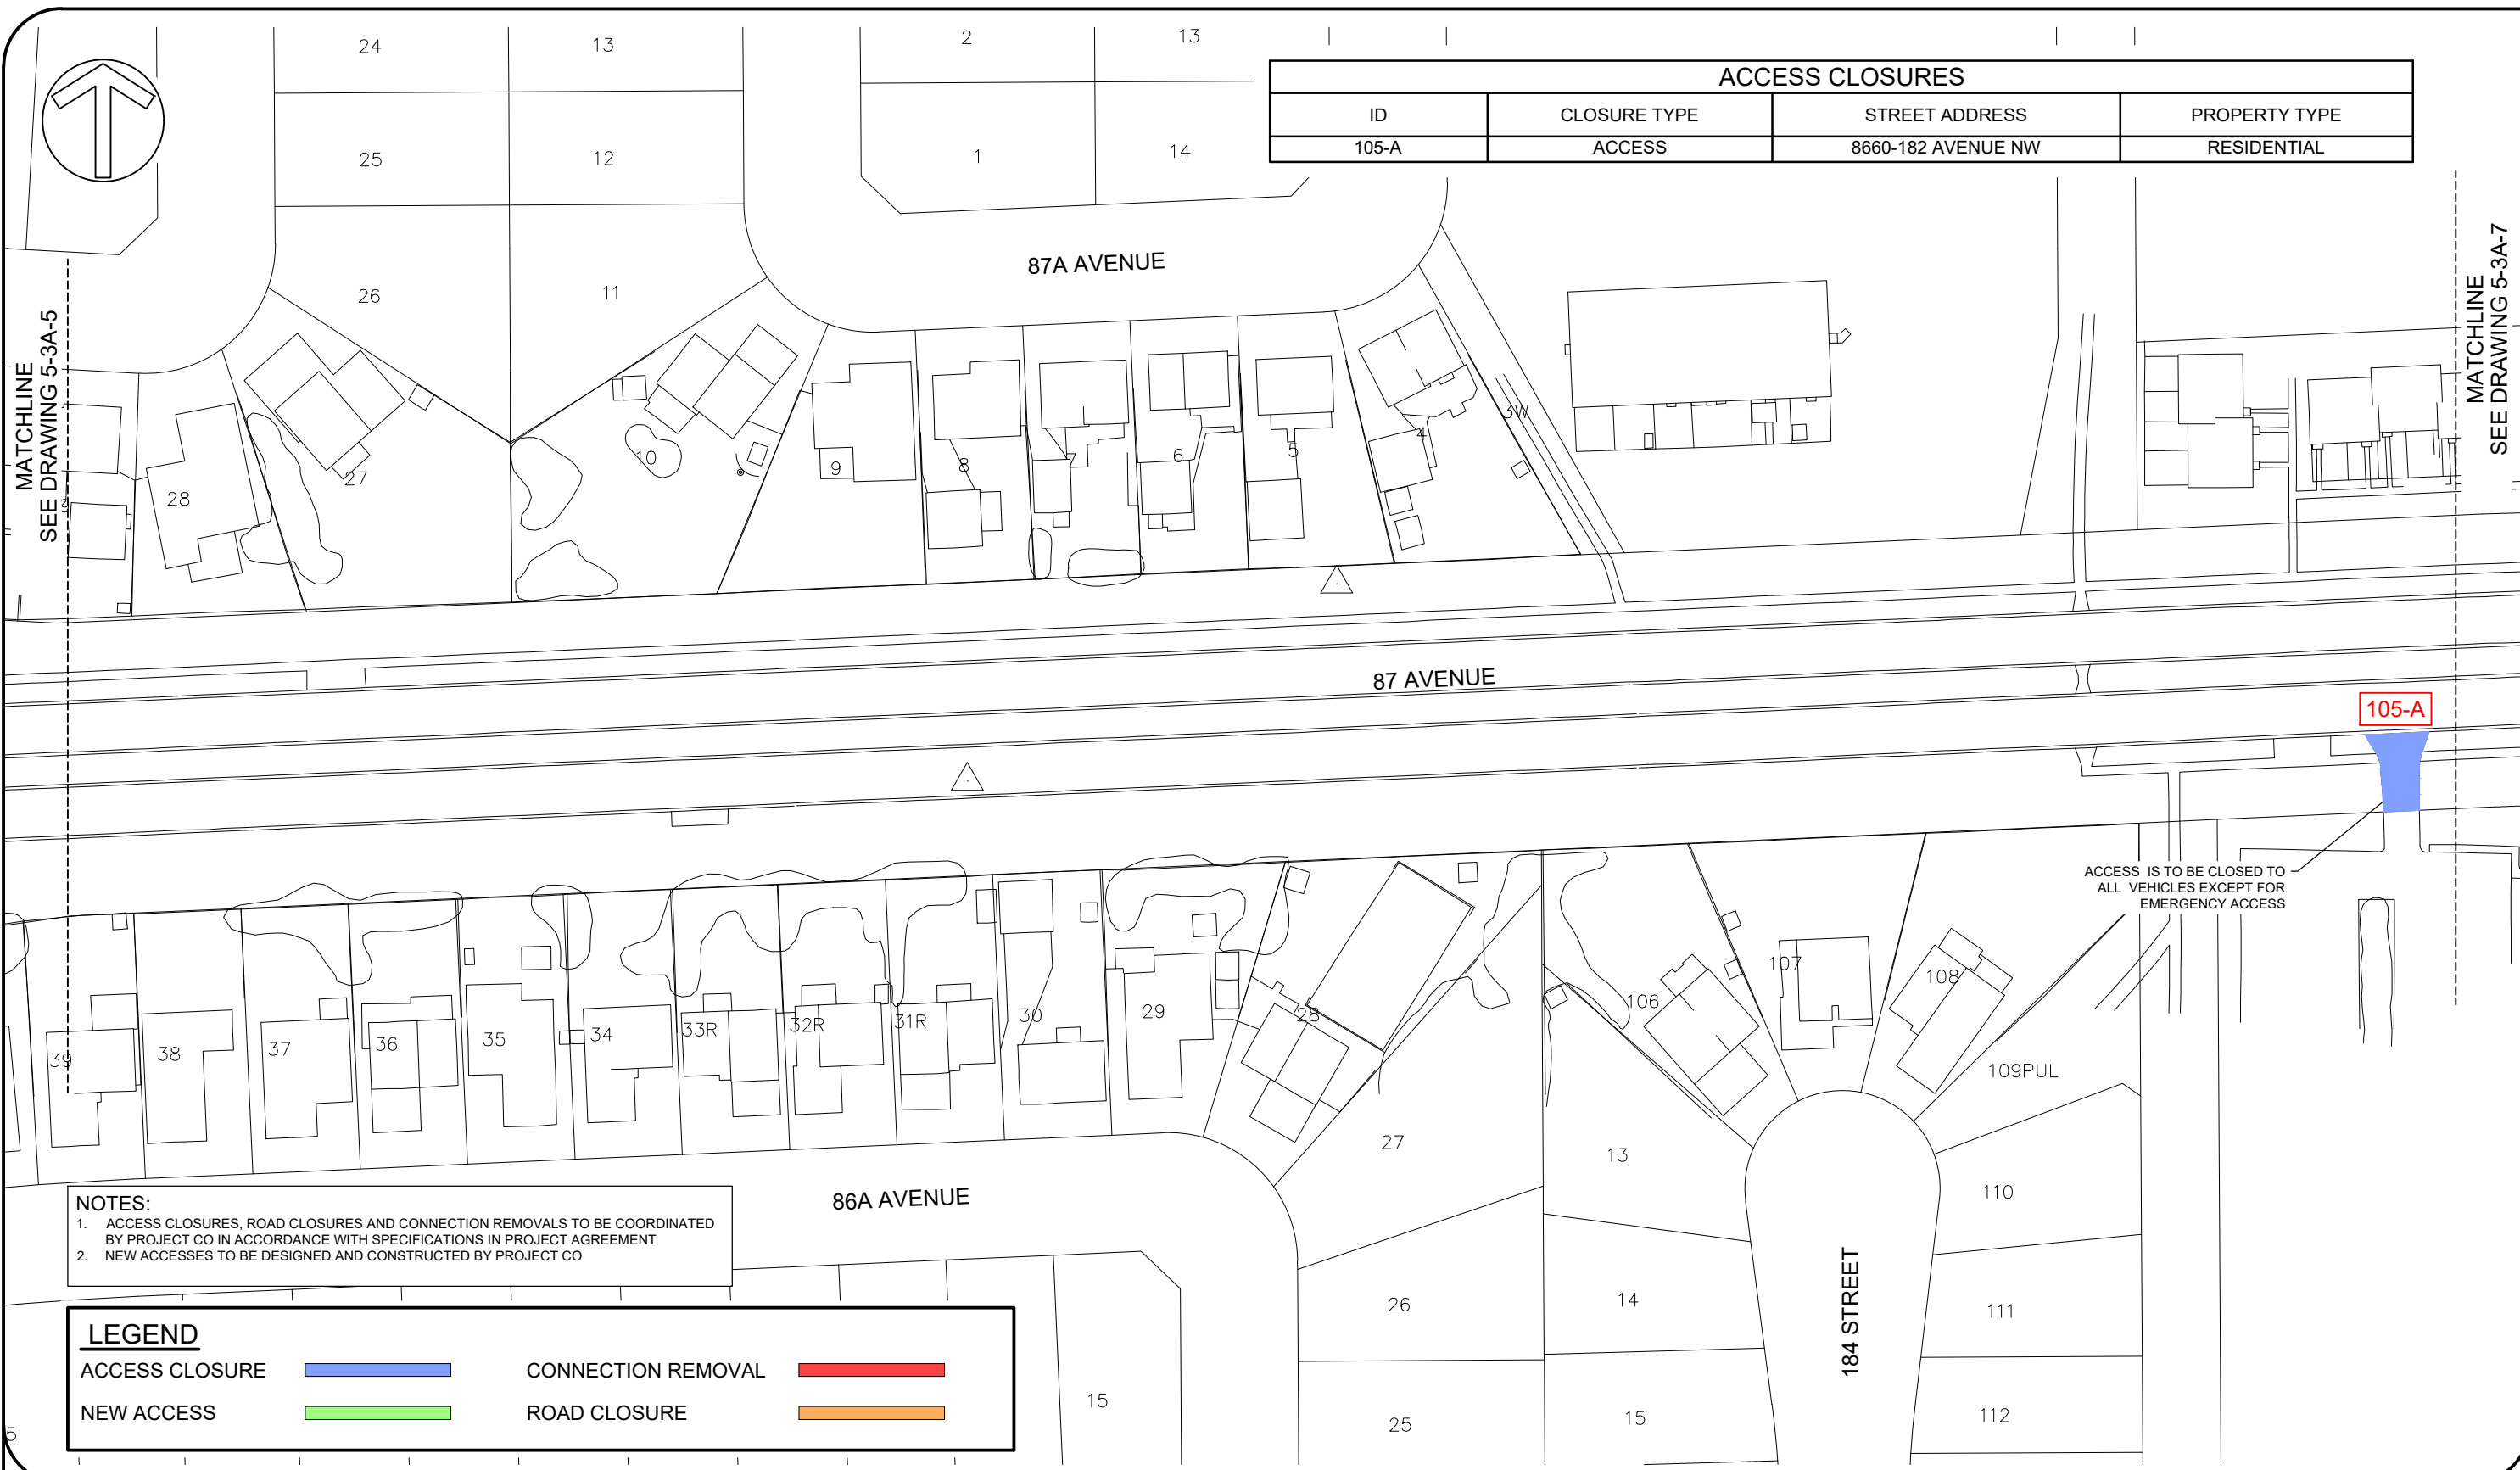 24
13
2
13
ACCESS CLOSURES
ID CLOSURE TYPE STREET ADDRESS PROPERTY TYPE
105-A ACCESS 8660-182 AVENUE NW RESIDENTIAL
25
12
1
14
26
11
87A AVENUE
MATCHLINE
SEE DRAWING 5-3A-5
MATCHLINE
SEE DRAWING 5-3A-7
28
27
10
9
8
7
6
5
4
3W
87 AVENUE
105-A
ACCESS IS TO BE CLOSED TO
ALL VEHICLES EXCEPT FOR
EMERGENCY ACCESS
39
38
37
36
35
34
33R
32R
31R
30
29
28
106
107
108
109PUL
27
13
110
86A AVENUE
NOTES:
1. ACCESS CLOSURES, ROAD CLOSURES AND CONNECTION REMOVALS TO BE COORDINATED
BY PROJECT CO IN ACCORDANCE WITH SPECIFICATIONS IN PROJECT AGREEMENT
2. NEW ACCESSES TO BE DESIGNED AND CONSTRUCTED BY PROJECT CO
26
14
111
184 STREET
15
25
15
112
LEGEND
ACCESS CLOSURE CONNECTION REMOVAL
NEW ACCESS ROAD CLOSURE